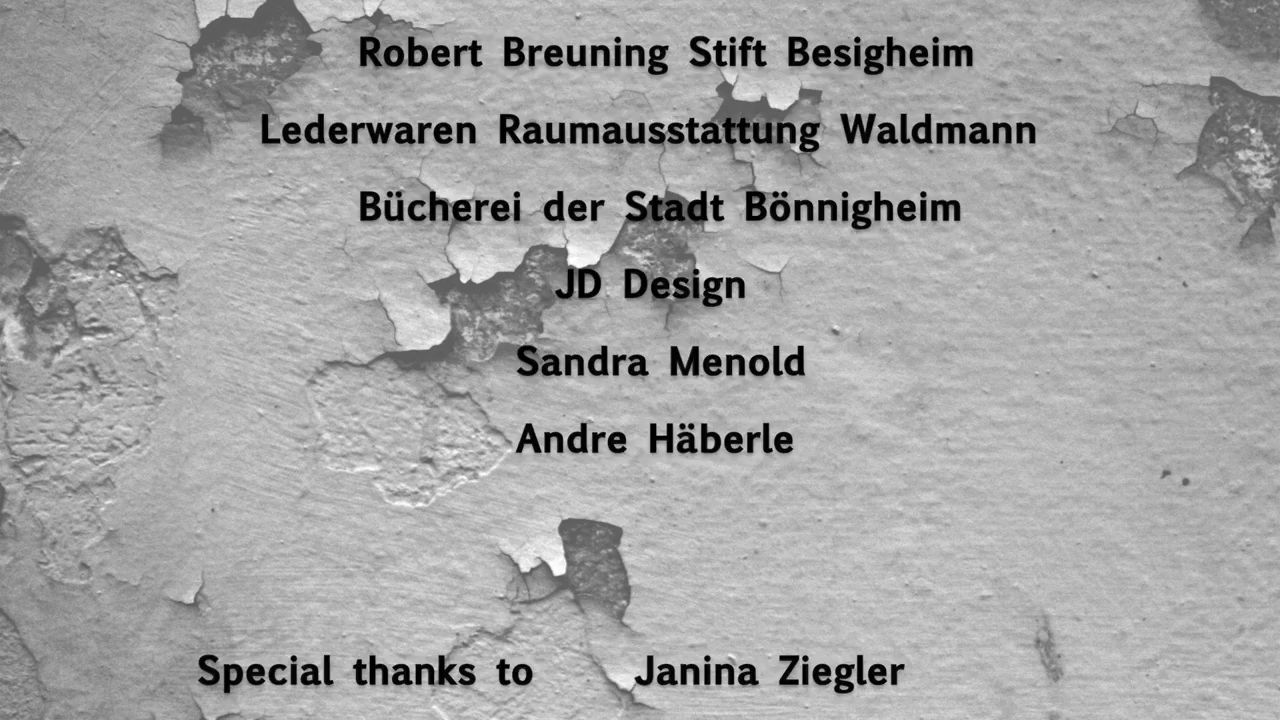 Robert Breuning Stift Besigheim
Lederwaren Raumausstattung Waldmann
Bücherei der Stadt Bönnigheim
JD Design
Sandra Menold
Andre Häberle
Special thanks to Janina Ziegler